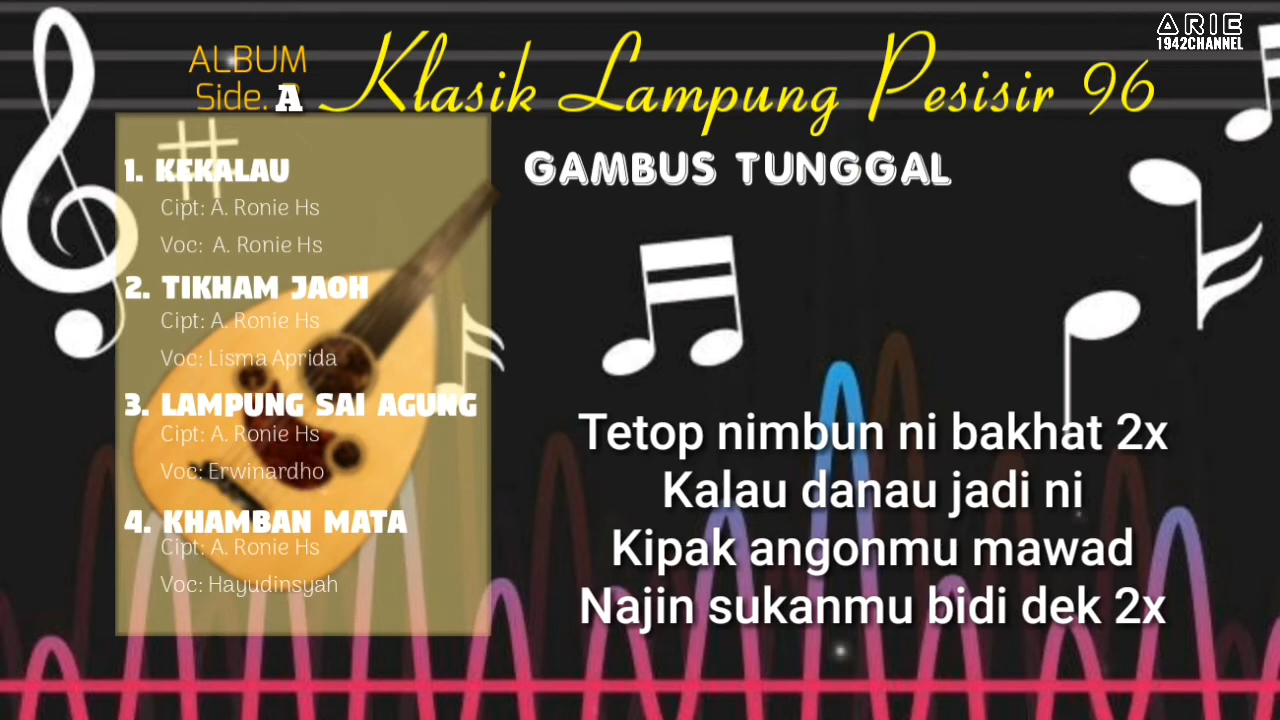 ARIE
1942CHANNEL
ALBUM
Side. A
Klasik Lampung Pesisir 96
GAMBUS TUNGGAL
1. KEKALAU
Cipt: A. Ronie Hs
Voc: A. Ronie Hs
2. TIKHAM JAOH
Cipt: A. Ronie Hs
Voc: Lisma Aprida
3. LAMPUNG SAI AGUNG
Cipt: A. Ronie Hs
Voc: Erwinardho
4. KHAMBAN MATA
Cipt: A. Ronie Hs
Voc: Hayudinsyah
Tetop nimbun ni bakhat 2x
Kalau danau jadi ni
Kipak angonmu mawad
Najin sukanmu bidi dek 2x